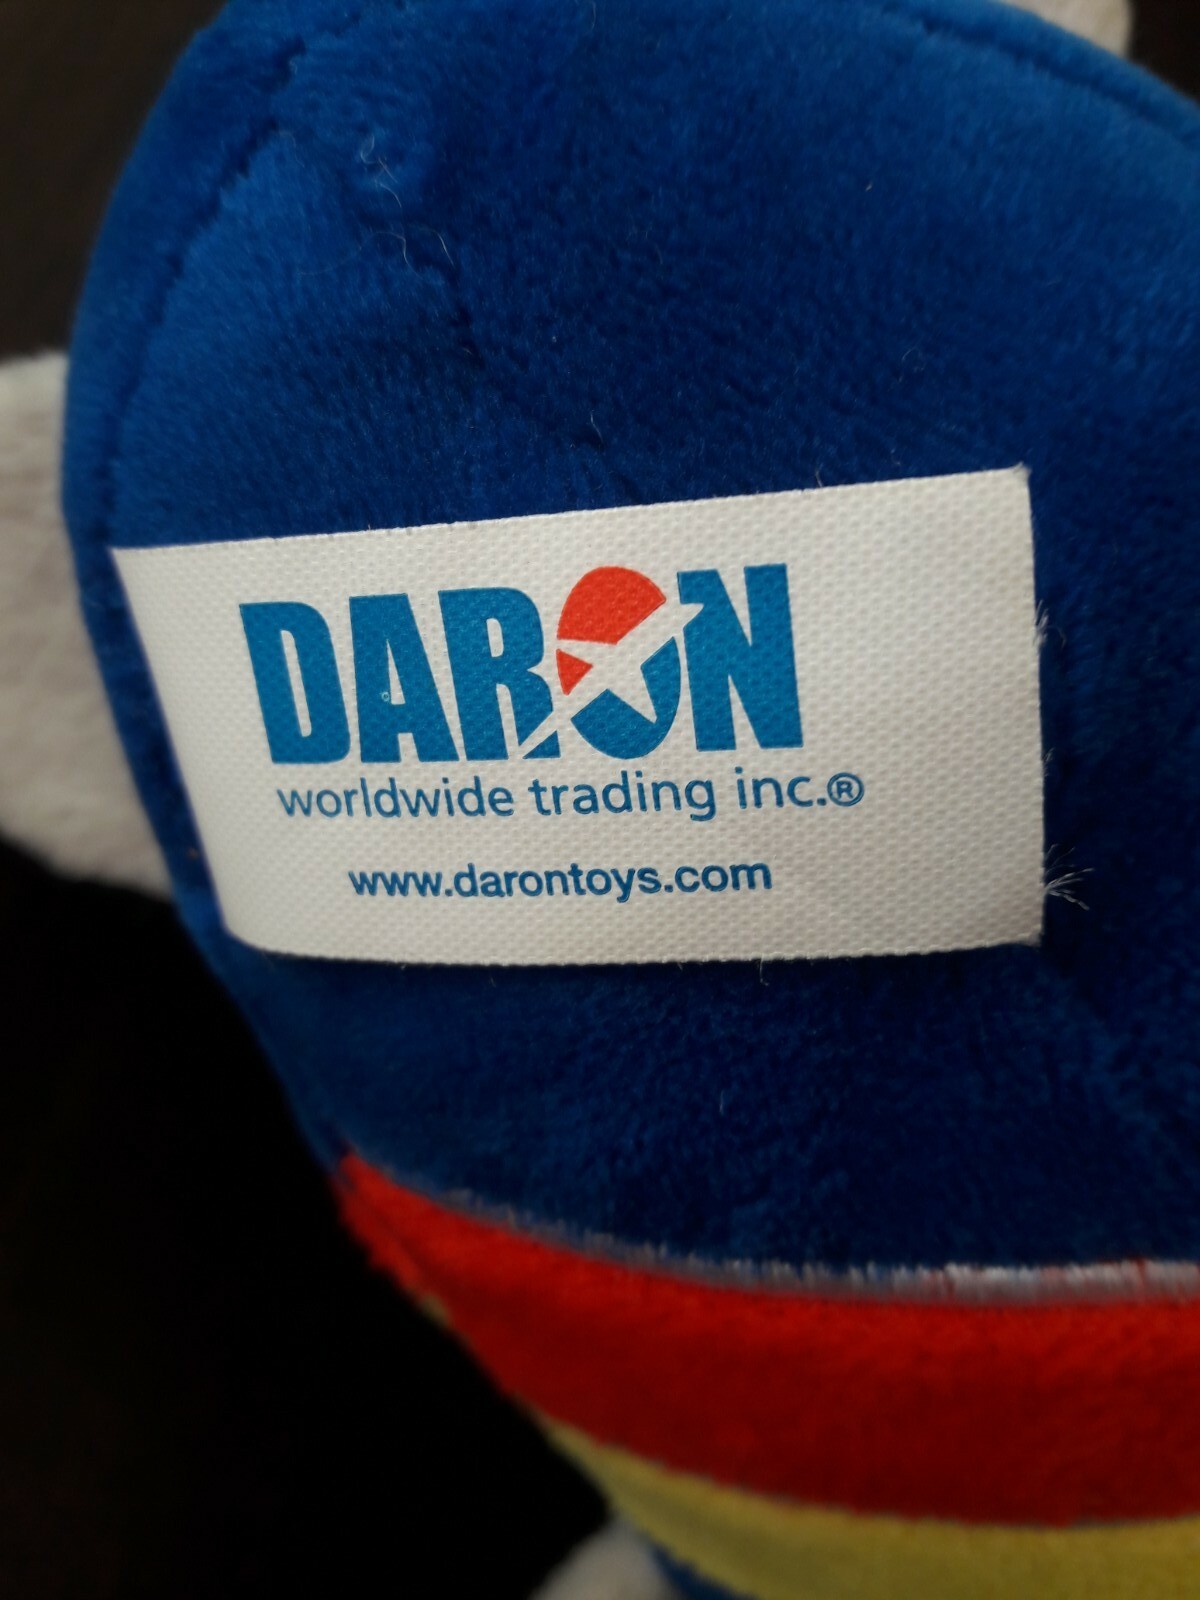 DARON
worldwide trading inc.®
www.darontoys.com